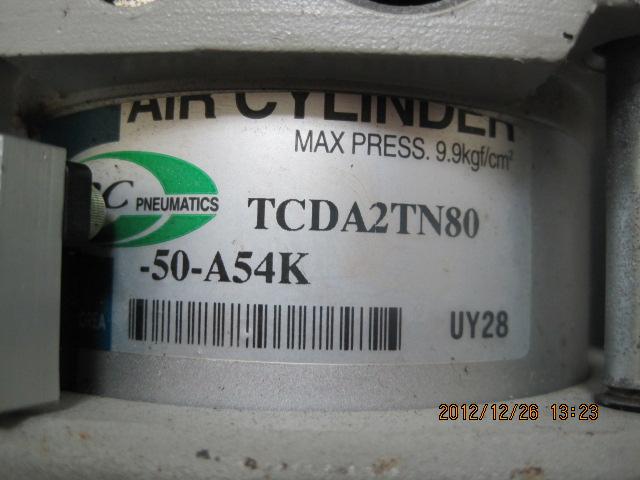 AIR CYLINDER
MAX PRESS. 9.9kgf/cm²
PNEUMATICS
TCDA2TN80
-50-A54K
UY28
2012/12/26 13:23